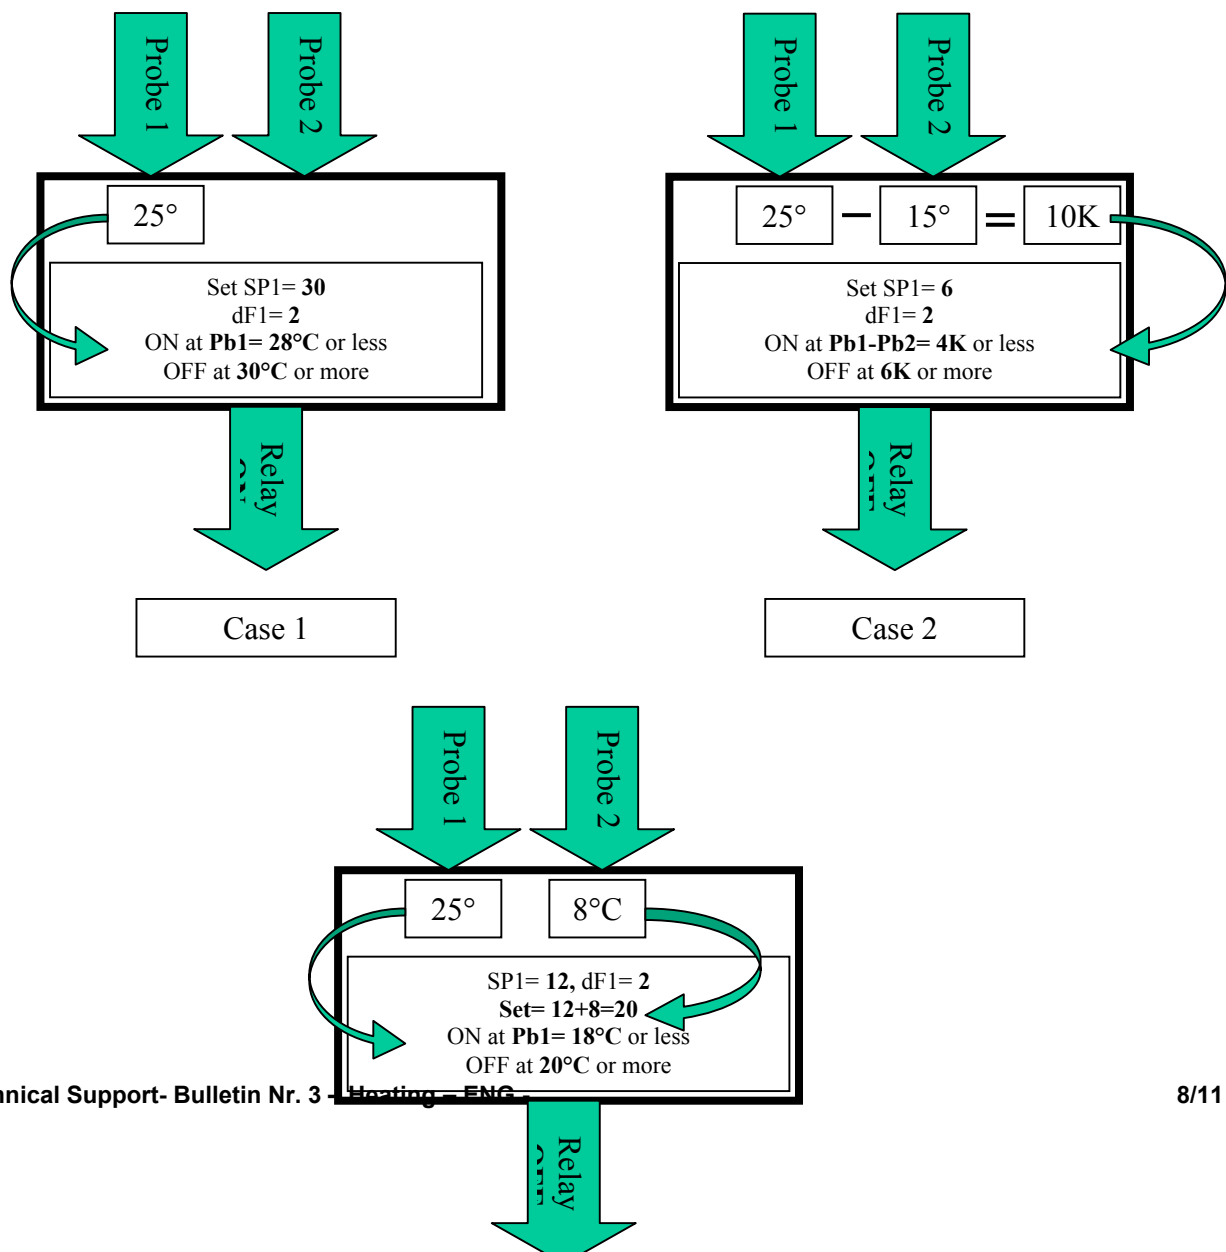 Probe 1
Probe 2
25°
Set SP1= 30
dF1= 2
ON at Pb1= 28°C or less
OFF at 30°C or more
Relay
Case 1
Probe 1
Probe 2
25° – 15° = 10K
Set SP1= 6
dF1= 2
ON at Pb1-Pb2= 4K or less
OFF at 6K or more
Relay
Case 2
Probe 1
Probe 2
25°
8°C
SP1= 12, dF1= 2
Set= 12+8=20
ON at Pb1= 18°C or less
OFF at 20°C or more
Relay
hnical Support- Bulletin Nr. 3 – Heating – ENG -
8/11